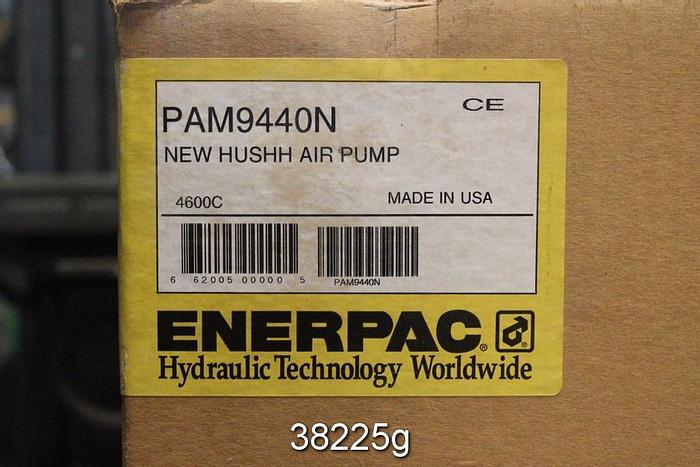 CE
PAM9440N
NEW HUSHH AIR PUMP
4600C MADE IN USA
6 62005 00000 5 PAM9440N
ENERPAC®
Hydraulic Technology Worldwide
38225g